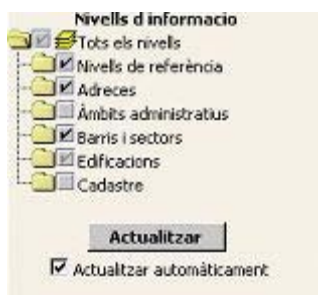 Nivells d informacio
Tots els nivells
Nivells de referència
Adreces
Àmbits administratius
Barris i sectors
Edificacions
Cadastre
Actualitzar
Actualitzar automàticament